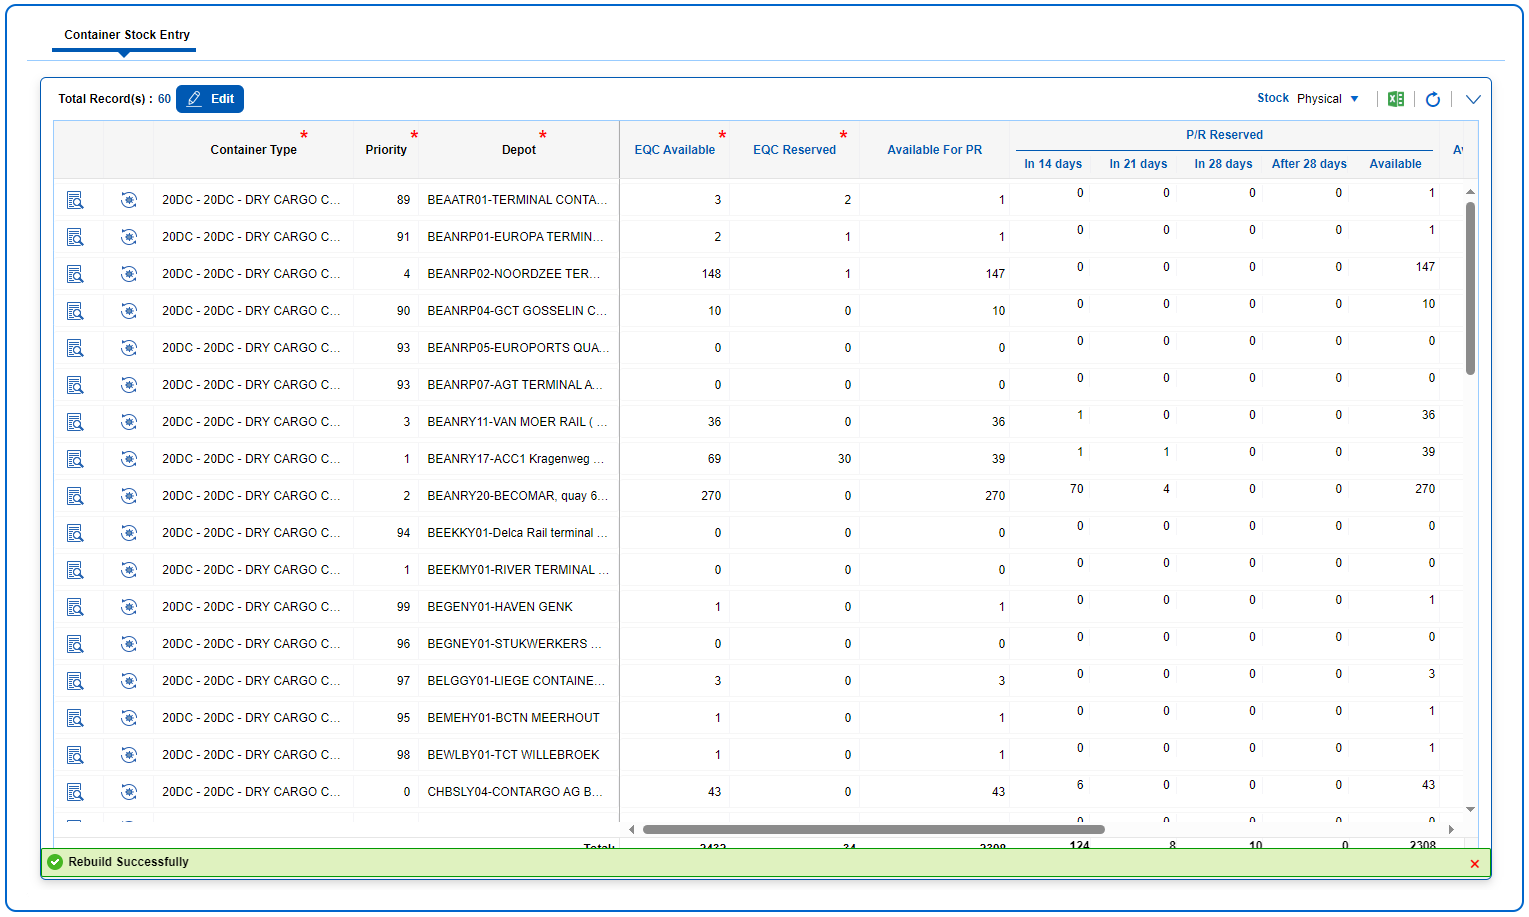 Container Stock Entry
Total Record(s) : 60 Edit Stock Physical
Container Type * Priority * Depot * EQC Available * EQC Reserved * Available For PR P/R Reserved
In 14 days In 21 days In 28 days After 28 days Available
20DC - 20DC - DRY CARGO C... 89 BEAATR01-TERMINAL CONTA... 3 2 1 0 0 0 0 1
20DC - 20DC - DRY CARGO C... 91 BEANRP01-EUROPA TERMIN... 2 1 1 0 0 0 0 1
20DC - 20DC - DRY CARGO C... 4 BEANRP02-NOORDZEE TER... 148 1 147 0 0 0 0 147
20DC - 20DC - DRY CARGO C... 90 BEANRP04-GCT GOSSELIN C... 10 0 10 0 0 0 0 10
20DC - 20DC - DRY CARGO C... 93 BEANRP05-EUROPORTS QUA... 0 0 0 0 0 0 0 0
20DC - 20DC - DRY CARGO C... 93 BEANRP07-AGT TERMINAL A... 0 0 0 0 0 0 0 0
20DC - 20DC - DRY CARGO C... 3 BEANRY11-VAN MOER RAIL ( ... 36 0 36 1 0 0 0 36
20DC - 20DC - DRY CARGO C... 1 BEANRY17-ACC1 Kragenweg ... 69 30 39 1 1 0 0 39
20DC - 20DC - DRY CARGO C... 2 BEANRY20-BECOMAR, quay 6... 270 0 270 70 4 0 0 270
20DC - 20DC - DRY CARGO C... 94 BEEKKY01-Delca Rail terminal ... 0 0 0 0 0 0 0 0
20DC - 20DC - DRY CARGO C... 1 BEEKMY01-RIVER TERMINAL ... 0 0 0 0 0 0 0 0
20DC - 20DC - DRY CARGO C... 99 BEGENY01-HAVEN GENK 1 0 1 0 0 0 0 1
20DC - 20DC - DRY CARGO C... 96 BEGNEY01-STUKWERKERS ... 0 0 0 0 0 0 0 0
20DC - 20DC - DRY CARGO C... 97 BELGGY01-LIEGE CONTAINE... 3 0 3 0 0 0 0 3
20DC - 20DC - DRY CARGO C... 95 BEMEHY01-BCTN MEERHOUT 1 0 1 0 0 0 0 1
20DC - 20DC - DRY CARGO C... 98 BEWLBY01-TCT WILLEBROEK 1 0 1 0 0 0 0 1
20DC - 20DC - DRY CARGO C... 0 CHBSLY04-CONTARGO AG B... 43 0 43 6 0 0 0 43
Total: 2432 34 2398 124 8 10 0 2308
Rebuild Successfully